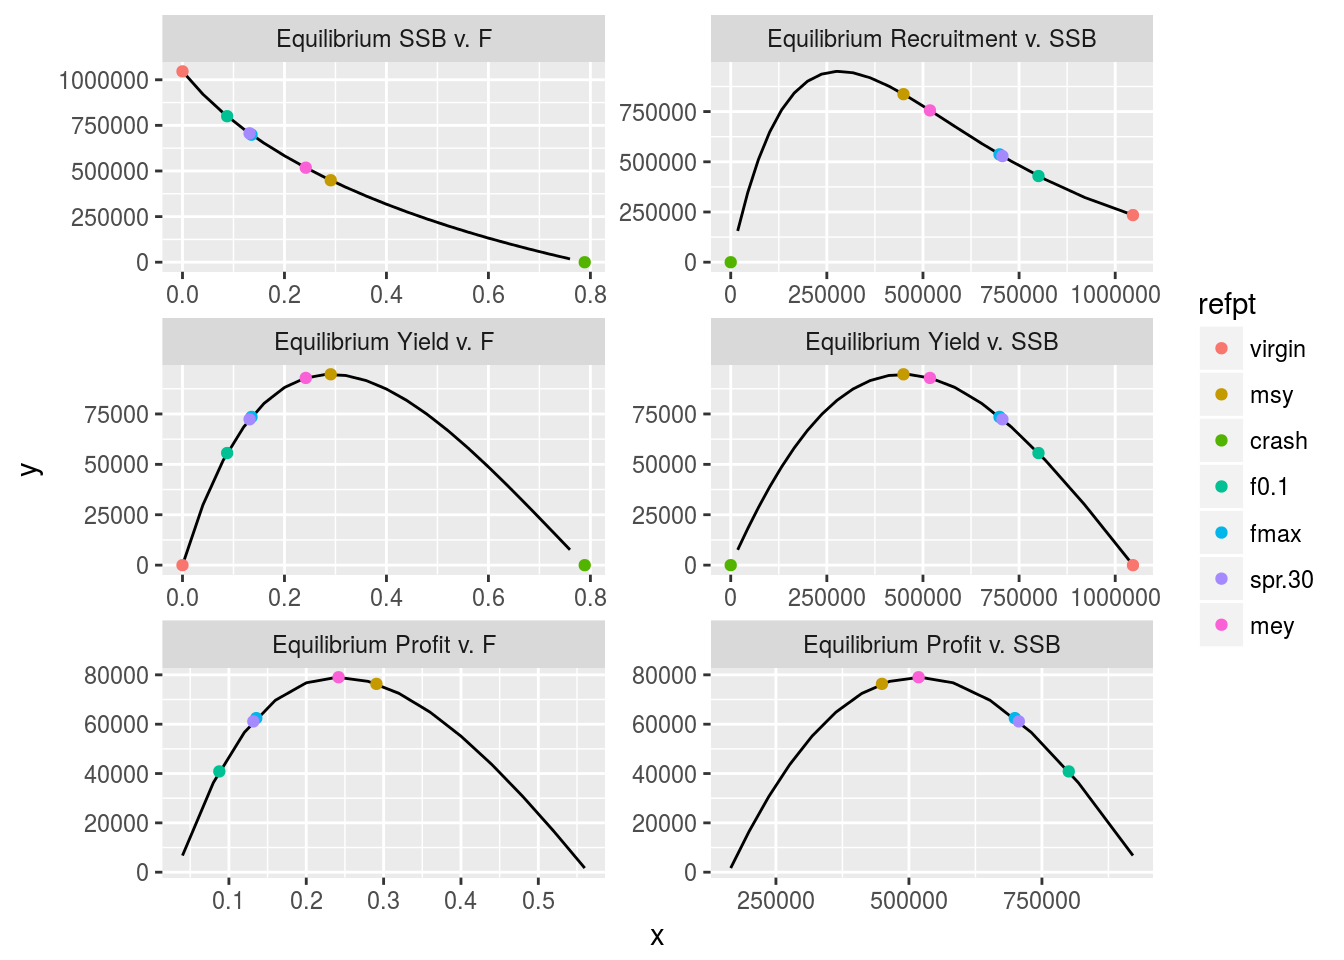 Equilibrium SSB v. F
1000000
750000
500000
250000
0
0.0 0.2 0.4 0.6 0.8
Equilibrium Recruitment v. SSB
750000
500000
250000
0
0 250000 500000 750000 1000000
Equilibrium Yield v. F
75000
50000
25000
0
0.0 0.2 0.4 0.6 0.8
Equilibrium Yield v. SSB
75000
50000
25000
0
0 250000 500000 750000 1000000
Equilibrium Profit v. F
80000
60000
40000
20000
0
0.1 0.2 0.3 0.4 0.5
Equilibrium Profit v. SSB
80000
60000
40000
20000
0
250000 500000 750000
y
x
refpt
virgin
msy
crash
f0.1
fmax
spr.30
mey